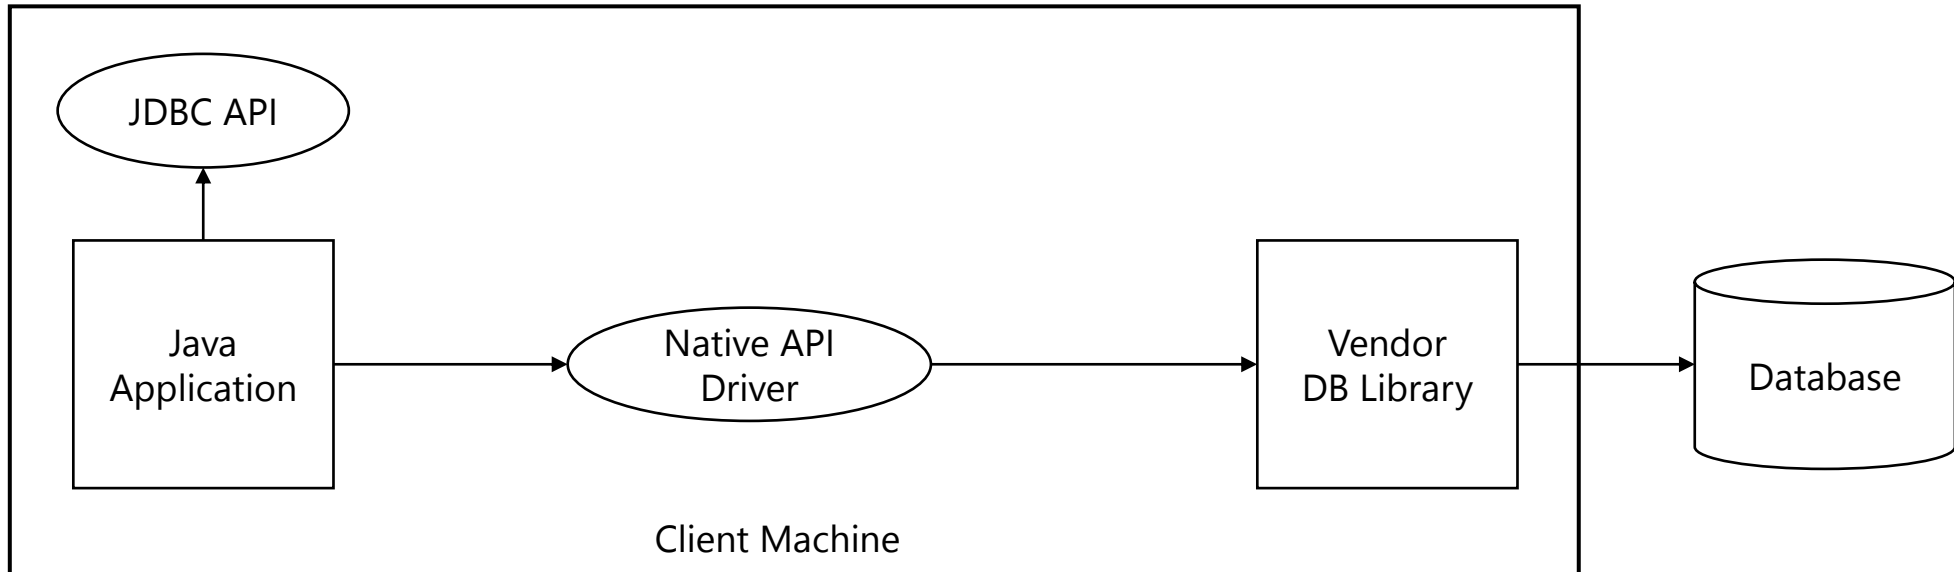 JDBC API
Java
Application
Native API
Driver
Vendor
DB Library
Database
Client Machine